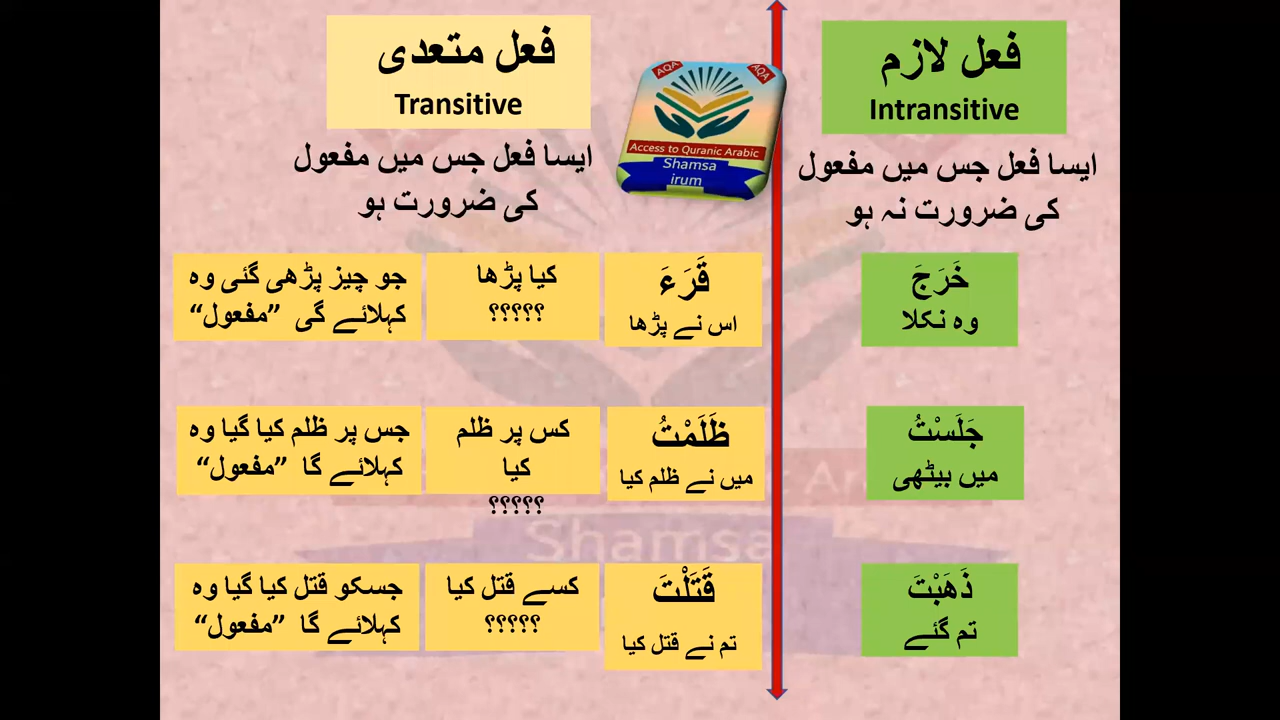 فعل لازم
Intransitive
ایسا فعل جس میں مفعول
کی ضرورت نہ ہو
خَرَجَ
وہ نکلا
جَلَسْتُ
میں بیٹھی
ذَهَبْتَ
تم گئے
AQA
AQA
Access to Quranic Arabic
Shamsa
irum
فعل متعدی
Transitive
ایسا فعل جس میں مفعول
کی ضرورت ہو
قَرَءَ
اس نے پڑھا
کیا پڑھا
؟؟؟؟؟
جو چیز پڑھی گئی وہ
کہلائے گی ”مفعول“
ظَلَمْتُ
میں نے ظلم کیا
کس پر ظلم
کیا
؟؟؟؟؟
جس پر ظلم کیا گیا وہ
کہلائے گا ”مفعول“
قَتَلْتَ
تم نے قتل کیا
کسے قتل کیا
؟؟؟؟؟
جسکو قتل کیا گیا وہ
کہلائے گا ”مفعول“
Shamsa